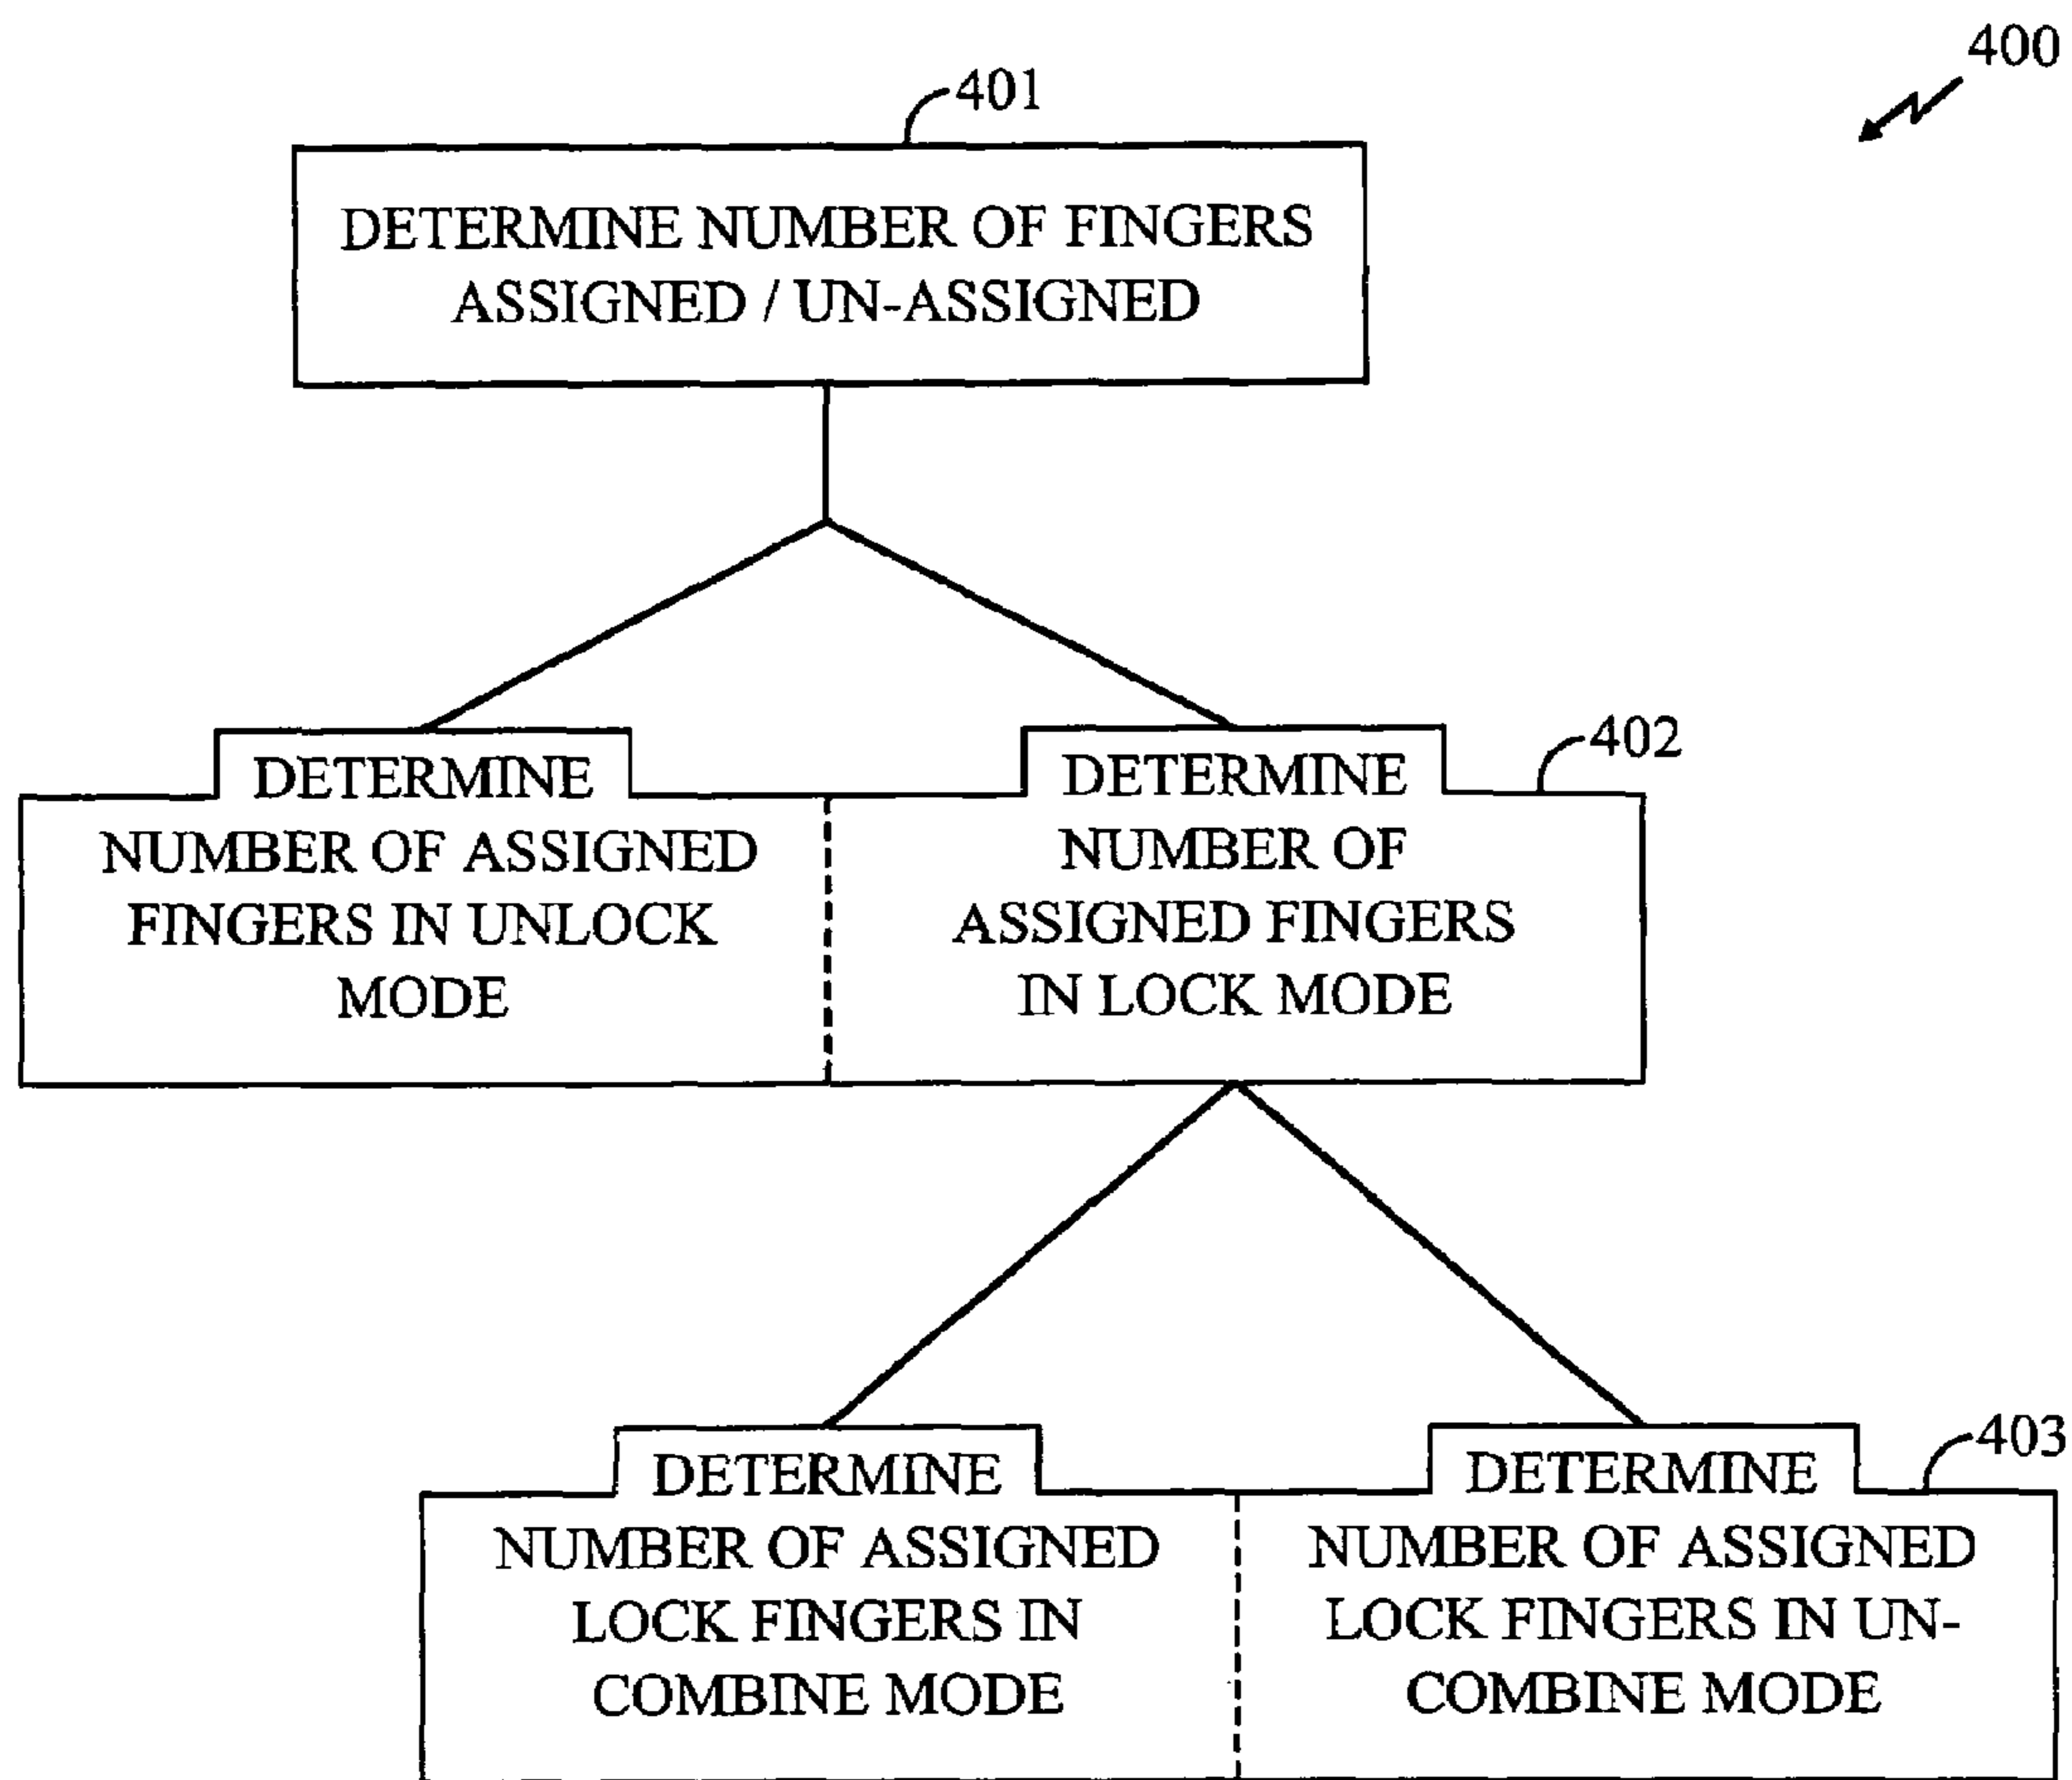 400
401
DETERMINE NUMBER OF FINGERS
ASSIGNED / UN-ASSIGNED
402
DETERMINE
NUMBER OF ASSIGNED
FINGERS IN UNLOCK
MODE
DETERMINE
NUMBER OF
ASSIGNED FINGERS
IN LOCK MODE
403
DETERMINE
NUMBER OF ASSIGNED
LOCK FINGERS IN
COMBINE MODE
DETERMINE
NUMBER OF ASSIGNED
LOCK FINGERS IN UN-
COMBINE MODE